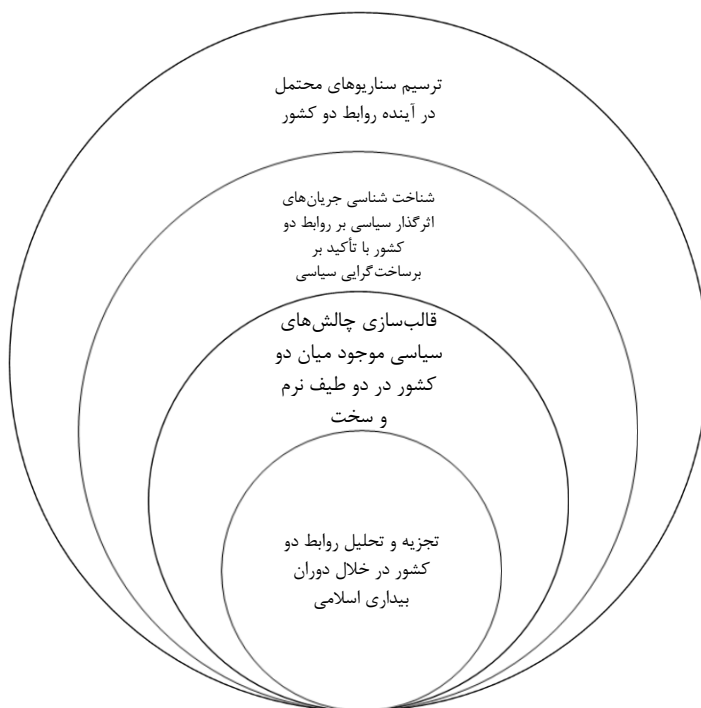 ترسیم سناریوهای محتمل
در آینده روابط دو کشور
شناخت شناسی جریان‌های
اثرگذار سیاسی بر روابط دو
کشور با تأکید بر
برساخت‌گرایی سیاسی
قالب‌سازی چالش‌های
سیاسی موجود میان دو
کشور در دو طیف نرم
و سخت
تجزیه و تحلیل روابط دو
کشور در خلال دوران
بیداری اسلامی